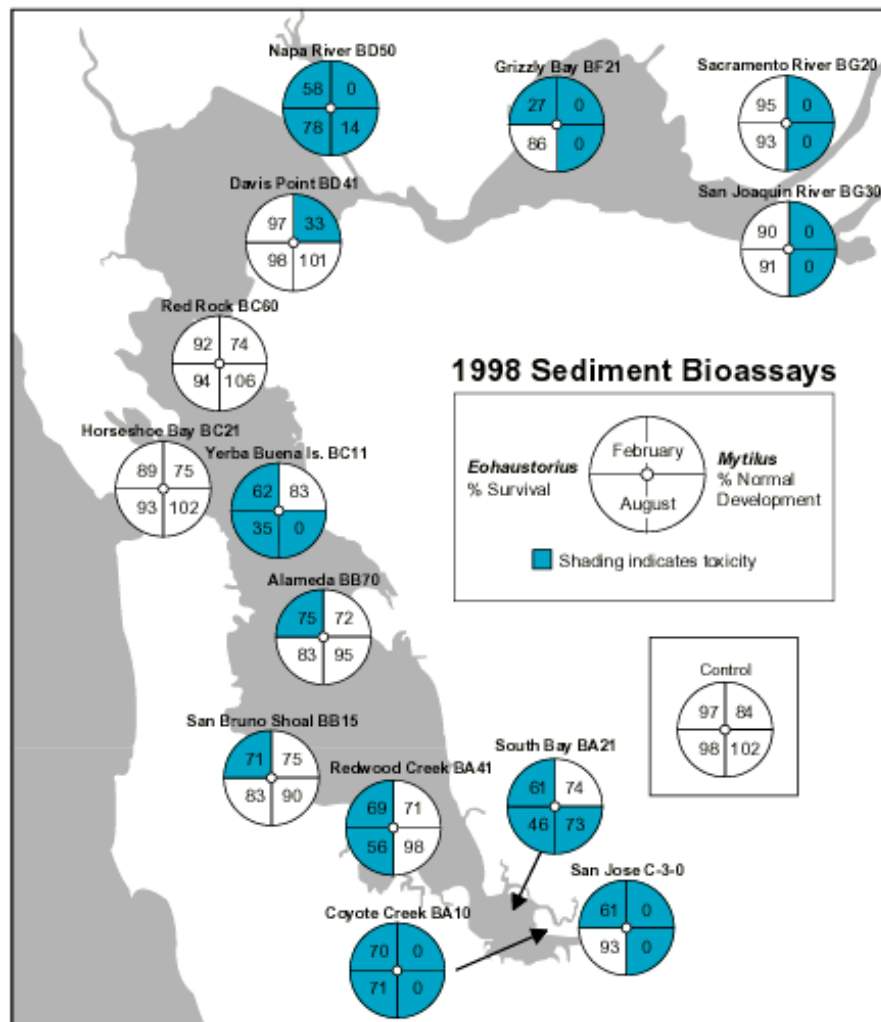 Napa River BD50
58 0
78 14
Grizzly Bay BF21
27 0
86 0
Sacramento River BG20
95 0
93 0
Davis Point BD41
97 33
98 101
San Joaquin River BG30
90 0
91 0
Red Rock BC60
92 74
94 106
1998 Sediment Bioassays
Eohaustorius
% Survival
February
August
Mytilus
% Normal
Development
Shading indicates toxicity
Horseshoe Bay BC21
89 75
93 102
Yerba Buena Is. BC11
62 83
35 0
Alameda BB70
75 72
83 95
Control
97 84
98 102
San Bruno Shoal BB15
71 75
83 90
Redwood Creek BA41
69 71
56 98
South Bay BA21
61 74
46 73
San Jose C-3-0
61 0
93 0
Coyote Creek BA10
70 0
71 0